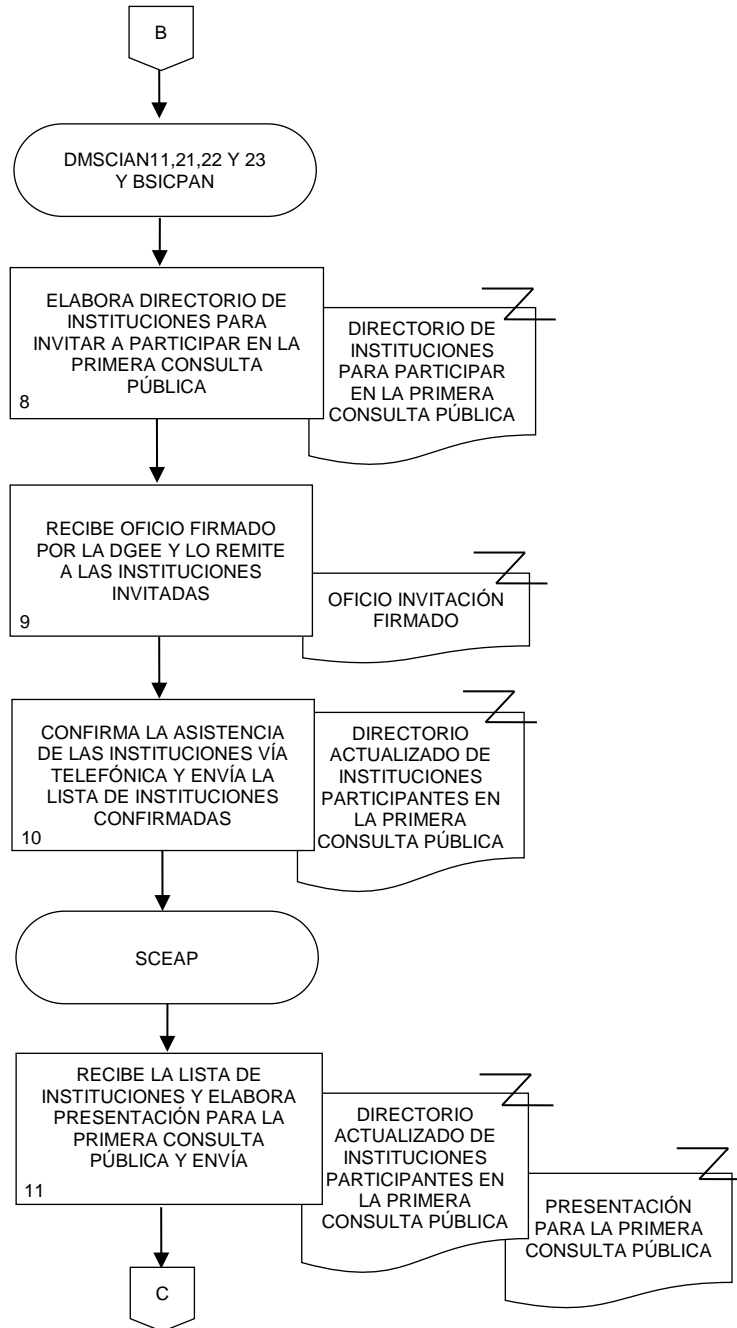 B
DMSCIAN11,21,22 Y 23
Y BSICPAN
ELABORA DIRECTORIO DE
INSTITUCIONES PARA
INVITAR A PARTICIPAR EN LA
PRIMERA CONSULTA
PÚBLICA
8
DIRECTORIO DE
INSTITUCIONES
PARA PARTICIPAR
EN LA PRIMERA
CONSULTA PÚBLICA
RECIBE OFICIO FIRMADO
POR LA DGEE Y LO REMITE
A LAS INSTITUCIONES
INVITADAS
9
OFICIO INVITACIÓN
FIRMADO
CONFIRMA LA ASISTENCIA
DE LAS INSTITUCIONES VÍA
TELEFÓNICA Y ENVÍA LA
LISTA DE INSTITUCIONES
CONFIRMADAS
10
DIRECTORIO
ACTUALIZADO DE
INSTITUCIONES
PARTICIPANTES EN
LA PRIMERA
CONSULTA PÚBLICA
SCEAP
RECIBE LA LISTA DE
INSTITUCIONES Y ELABORA
PRESENTACIÓN PARA LA
PRIMERA CONSULTA
PÚBLICA Y ENVÍA
11
DIRECTORIO
ACTUALIZADO DE
INSTITUCIONES
PARTICIPANTES EN
LA PRIMERA
CONSULTA PÚBLICA
PRESENTACIÓN
PARA LA PRIMERA
CONSULTA PÚBLICA
C